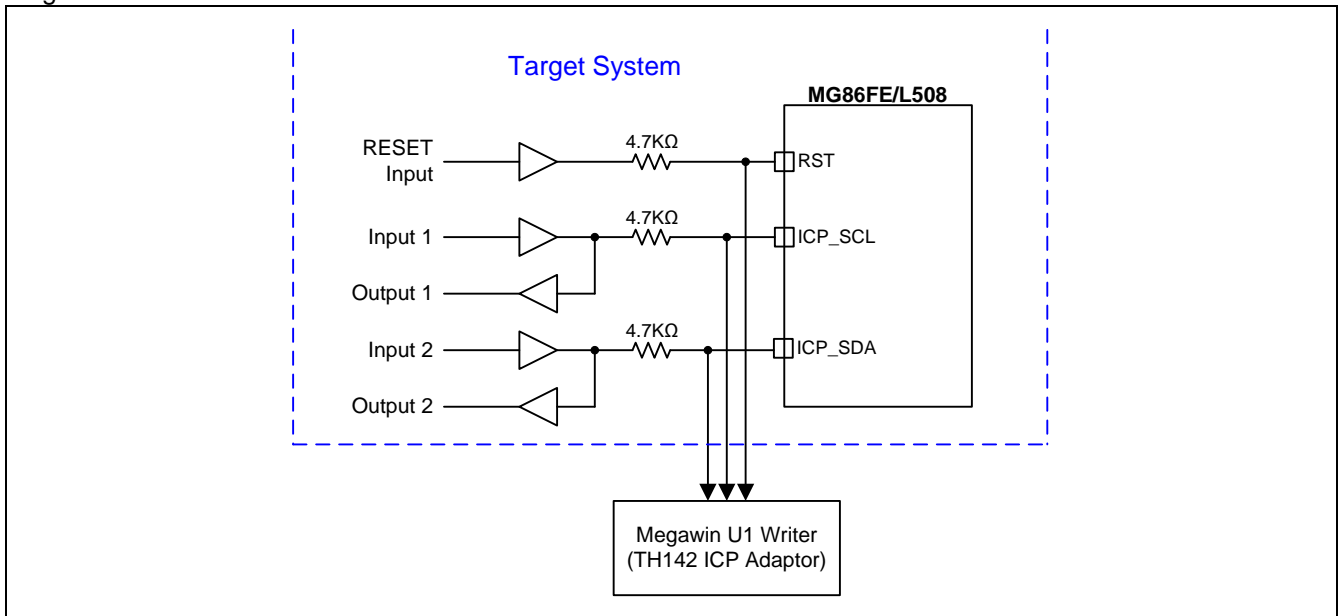 Target System
MG86FE/L508
RESET
Input
4.7KΩ
RST
Input 1
4.7KΩ
ICP_SCL
Output 1
Input 2
4.7KΩ
ICP_SDA
Output 2
Megawin U1 Writer
(TH142 ICP Adaptor)